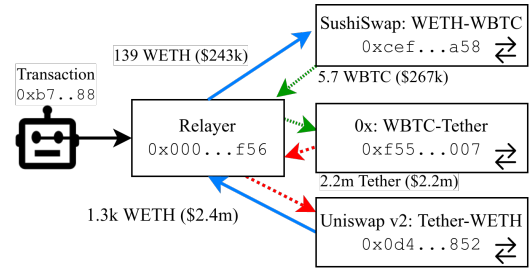 SushiSwap: WETH-WBTC
0xcef...a58
139 WETH ($243k)
5.7 WBTC ($267k)
Transaction
0xb7..88
Relayer
0x000...f56
0x: WBTC-Tether
0xf55...007
2.2m Tether ($2.2m)
1.3k WETH ($2.4m)
Uniswap v2: Tether-WETH
0x0d4...852